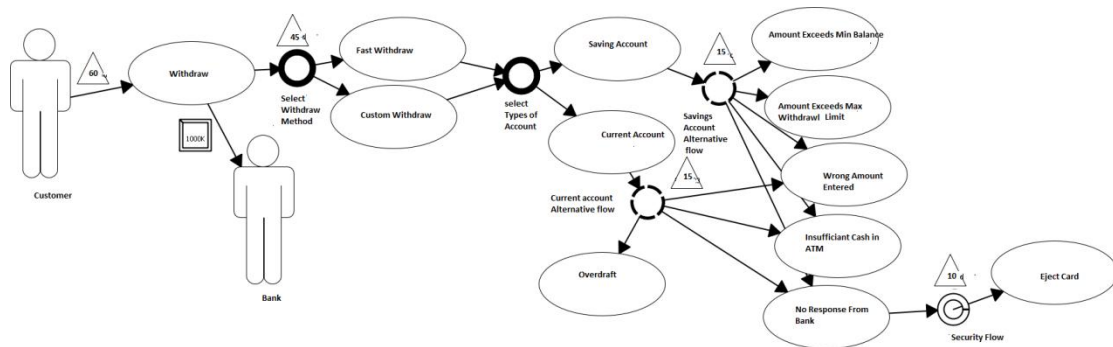 60
Customer
Withdraw
1000K
Bank
45 d
Select
Withdraw
Method
Fast Withdraw
Custom Withdraw
select
Types of
Account
Saving Account
Current Account
15
Savings
Account
Alternative
flow
15
Current account
Alternative flow
Overdraft
Amount Exceeds Min Balance
Amount Exceeds Max
Withdrawl Limit
Wrong Amount
Entered
Insufficiant Cash in
ATM
No Response From
Bank
10 d
Security Flow
Eject Card